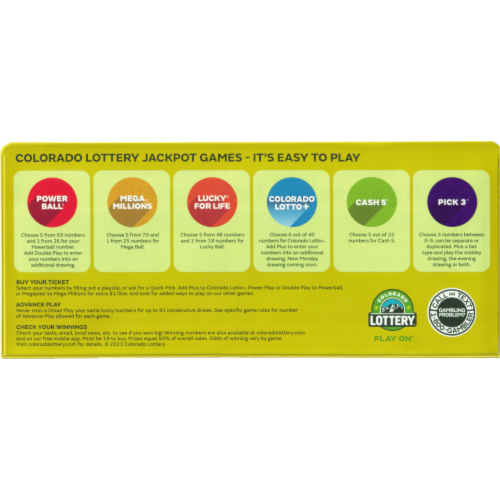 COLORADO LOTTERY JACKPOT GAMES – IT'S EASY TO PLAY
POWER
BALL®
Choose 5 from 69 numbers
and 1 from 26 for your
Powerball number.
Add Double Play to enter
your numbers into an
additional drawing.
MEGA®
MILLIONS
Choose 5 from 70 and
1 from 25 numbers for
Mega Ball.
LUCKY®
FOR LIFE
Choose 5 from 48 numbers
and 1 from 18 numbers for
Lucky Ball.
COLORADO
LOTTO+
Choose 6 out of 40
numbers for Colorado Lotto+.
Add Plus to enter your
numbers into an additional
drawing. New Monday
drawing coming soon.
CASH 5
Choose 5 out of 32
numbers for Cash 5.
PICK 3
Choose 3 numbers between
0-9; can be separate or
duplicated. Pick a bet
type and play the midday
drawing, the evening
drawing or both.
BUY YOUR TICKET
Select your numbers by filling out a playslip, or ask for a Quick Pick. Add Plus to Colorado Lotto+, Power Play or Double Play to Powerball,
or Megaplier to Mega Millions for extra $1/line, and look for added ways to play on our other games.
ADVANCE PLAY
Never miss a Draw! Play your same lucky numbers for up to 91 consecutive draws. See specific game rules for number
of Advance Play allowed for each game.
CHECK YOUR WINNINGS
Check your texts, email, local news, etc. to see if you won big! Winning numbers are also available at coloradolottery.com
and on our free mobile app. Must be 18 to buy. Prizes equal 50% of overall sales. Odds of winning vary by game.
Visit coloradolottery.com for details. © 2023 Colorado Lottery
COLORADO
LOTTERY
PLAY ON®
CALL OR TEXT
GAMBLING
PROBLEM?
1-800-GAMBLER